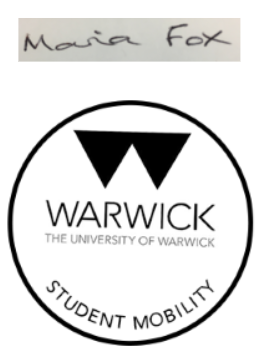 Maria Fox
WARWICK
THE UNIVERSITY OF WARWICK
STUDENT MOBILITY